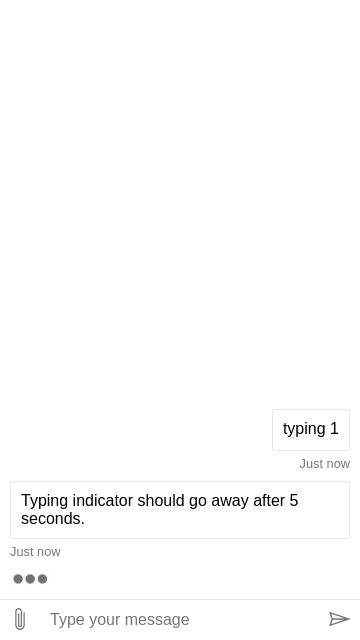 typing 1
Just now
Typing indicator should go away after 5
seconds.
Just now
Type your message